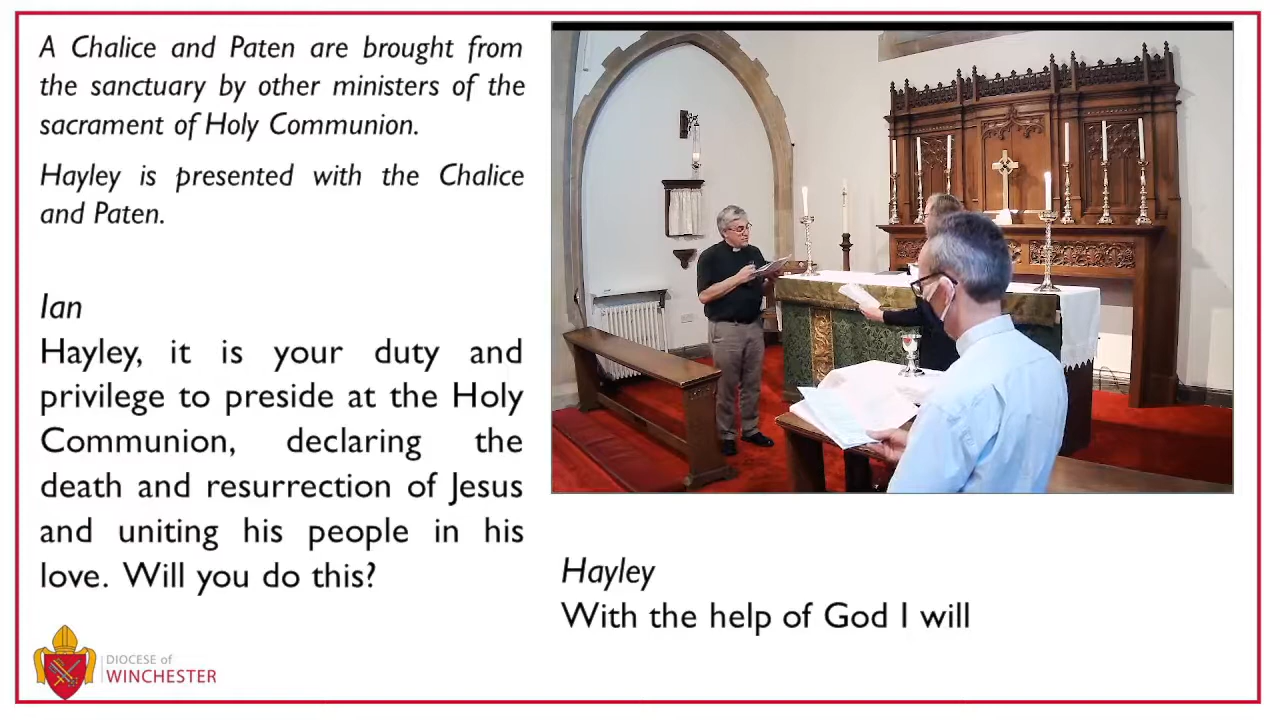 A Chalice and Paten are brought from
the sanctuary by other ministers of the
sacrament of Holy Communion.
Hayley is presented with the Chalice
and Paten.
Ian
Hayley, it is your duty and
privilege to preside at the Holy
Communion, declaring the
death and resurrection of Jesus
and uniting his people in his
love. Will you do this?
Hayley
With the help of God I will
DIOCESE of
WINCHESTER